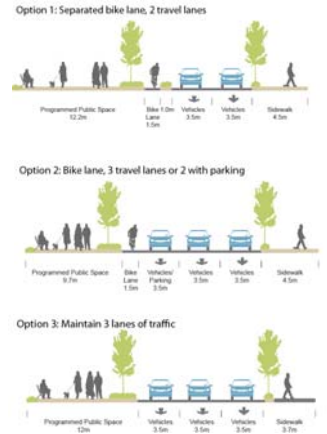 Option 1: Separated bike lane, 2 travel lanes
Programmed Public Space Bike 1.0m Vehicles Vehicles Sidewalk
12.2m Lane 3.5m 3.5m 4.5m
1.5m
Option 2: Bike lane, 3 travel lanes or 2 with parking
Programmed Public Space Bike Vehicles/ Vehicles Vehicles Sidewalk
9.7m Lane Parking 3.5m 3.5m 4.5m
1.5m 3.5m
Option 3: Maintain 3 lanes of traffic
Programmed Public Space Vehicles Vehicles Vehicles Sidewalk
12m 3.5m 3.5m 3.5m 3.7m